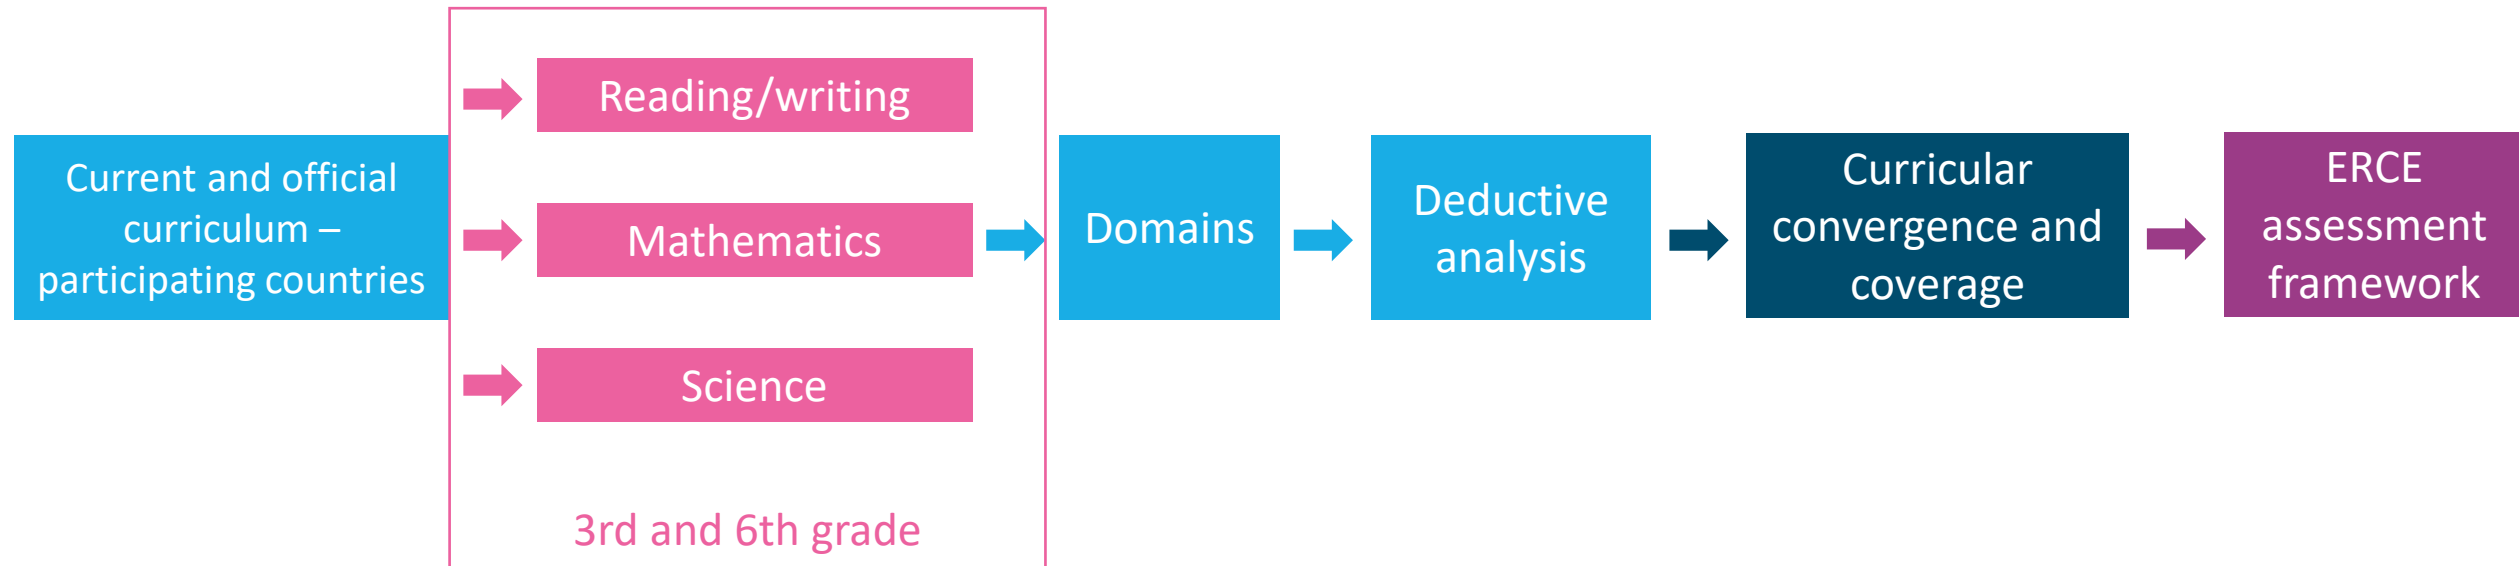 Current and official
curriculum –
participating countries
Reading/writing
Mathematics
Science
3rd and 6th grade
Domains
Deductive
analysis
Curricular
convergence and
coverage
ERCE
assessment
framework